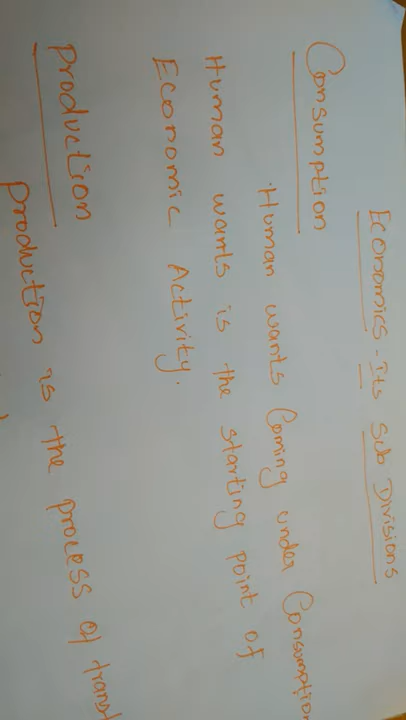 Economics - Its Sub Divisions
Consumption
Human wants Coming under Consumption
Human wants is the starting point of
Economic Activity.
Production
Production is the process of